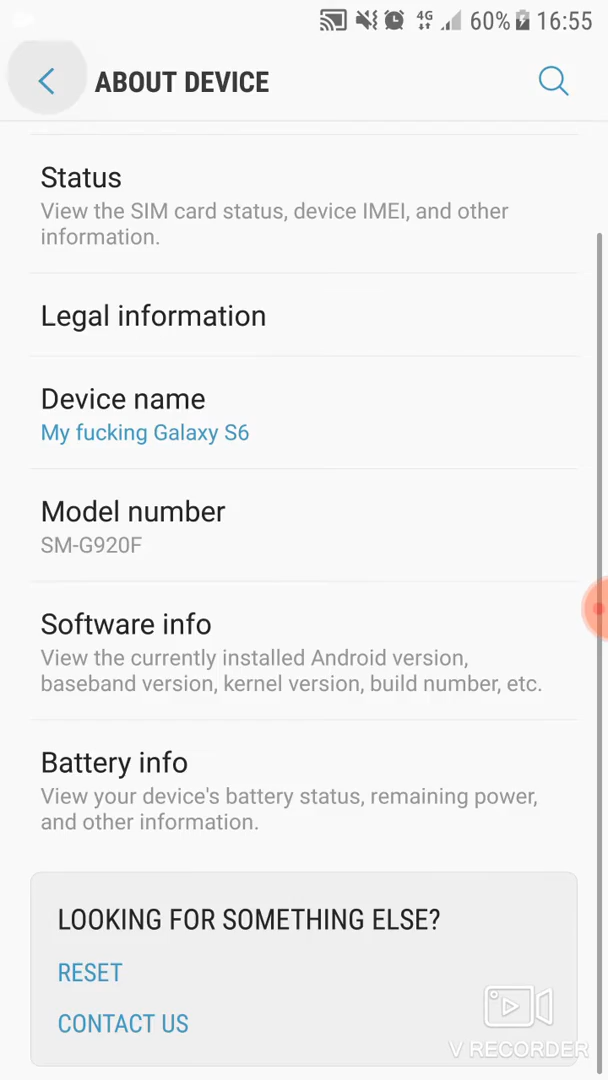 4G 60% 16:55
ABOUT DEVICE
Status
View the SIM card status, device IMEI, and other
information.
Legal information
Device name
My fucking Galaxy S6
Model number
SM-G920F
Software info
View the currently installed Android version,
baseband version, kernel version, build number, etc.
Battery info
View your device's battery status, remaining power,
and other information.
LOOKING FOR SOMETHING ELSE?
RESET
CONTACT US
V RECORDER